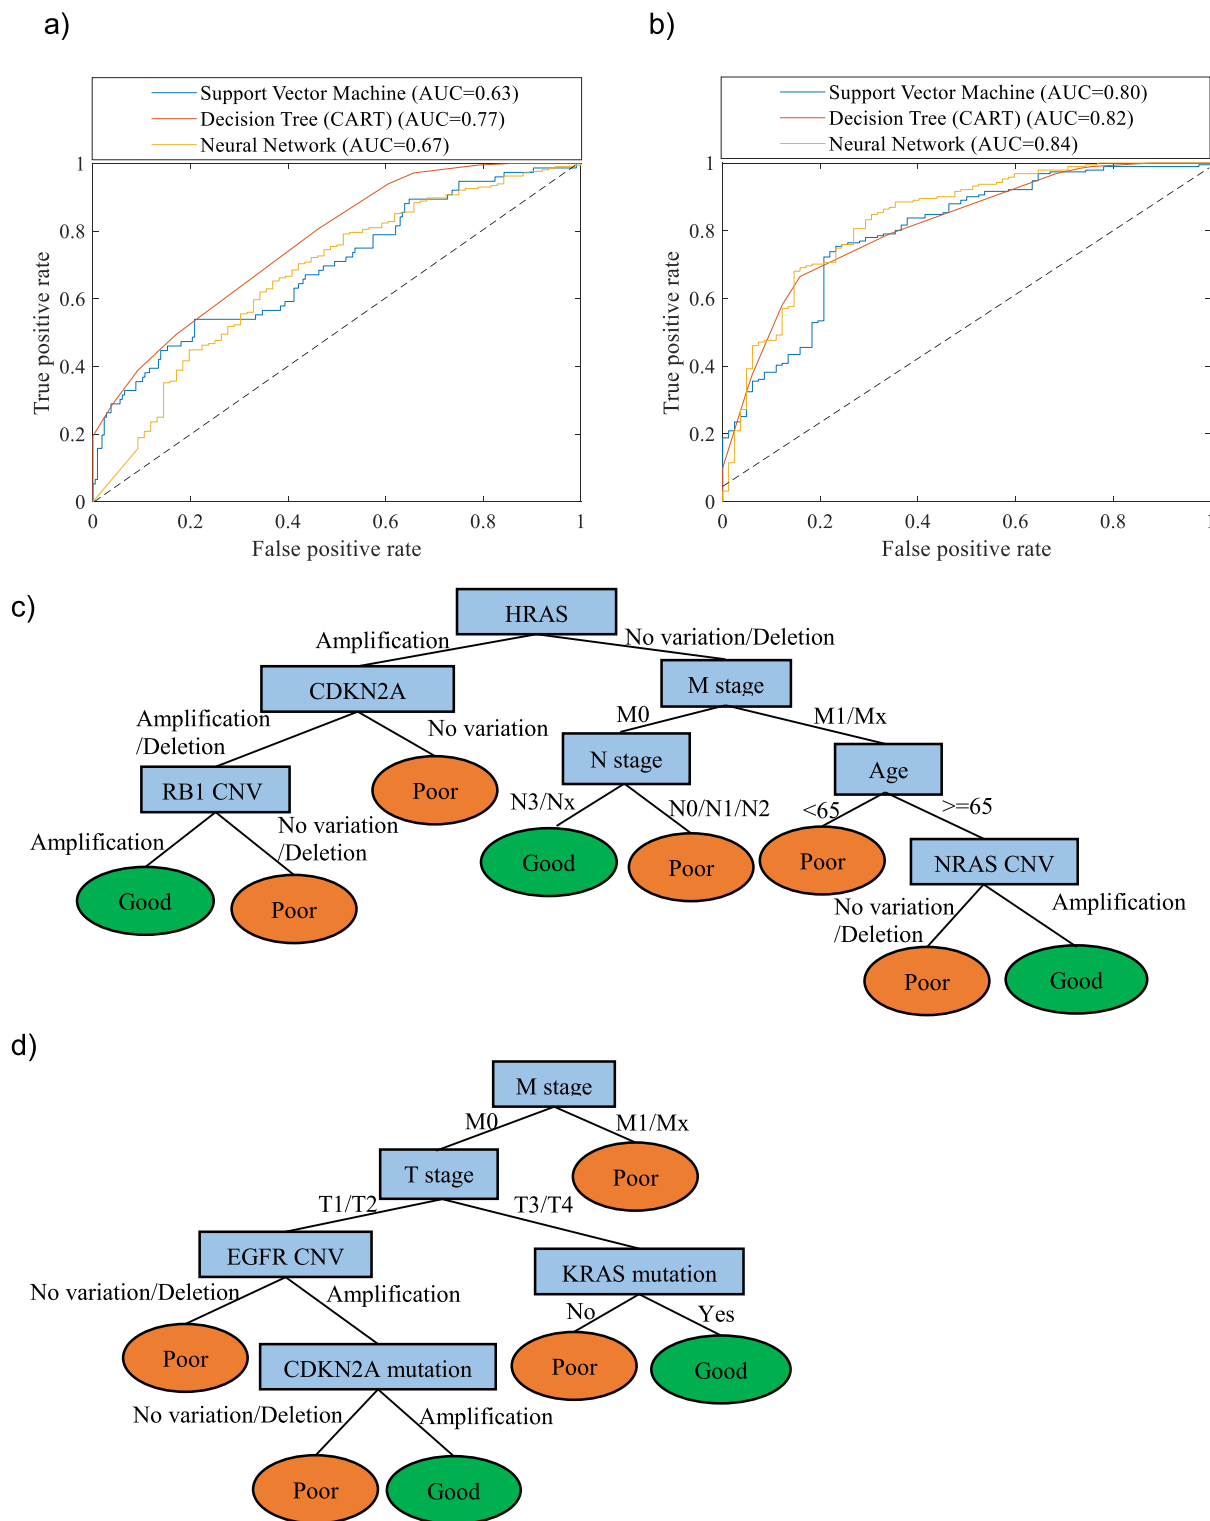 a)
Support Vector Machine (AUC=0.63)
Decision Tree (CART) (AUC=0.77)
Neural Network (AUC=0.67)
1
0.8
0.6
0.4
0.2
0
True positive rate
0
0.2
0.4
0.6
0.8
1
False positive rate
b)
Support Vector Machine (AUC=0.80)
Decision Tree (CART) (AUC=0.82)
Neural Network (AUC=0.84)
1
0.8
0.6
0.4
0.2
0
True positive rate
0
0.2
0.4
0.6
0.8
1
False positive rate
c)
HRAS
Amplification
No variation/Deletion
CDKN2A
M stage
Amplification
/Deletion
No variation
M0
M1/Mx
RB1 CNV
Poor
N stage
Age
Amplification
No variation
/Deletion
N3/Nx
N0/N1/N2
<65
>=65
Good
Poor
Good
Poor
Poor
NRAS CNV
No variation
/Deletion
Amplification
Poor
Good
d)
M stage
M0
M1/Mx
T stage
Poor
T1/T2
T3/T4
EGFR CNV
KRAS mutation
No variation/Deletion
Amplification
No
Yes
Poor
CDKN2A mutation
Poor
Good
No variation/Deletion
Amplification
Poor
Good